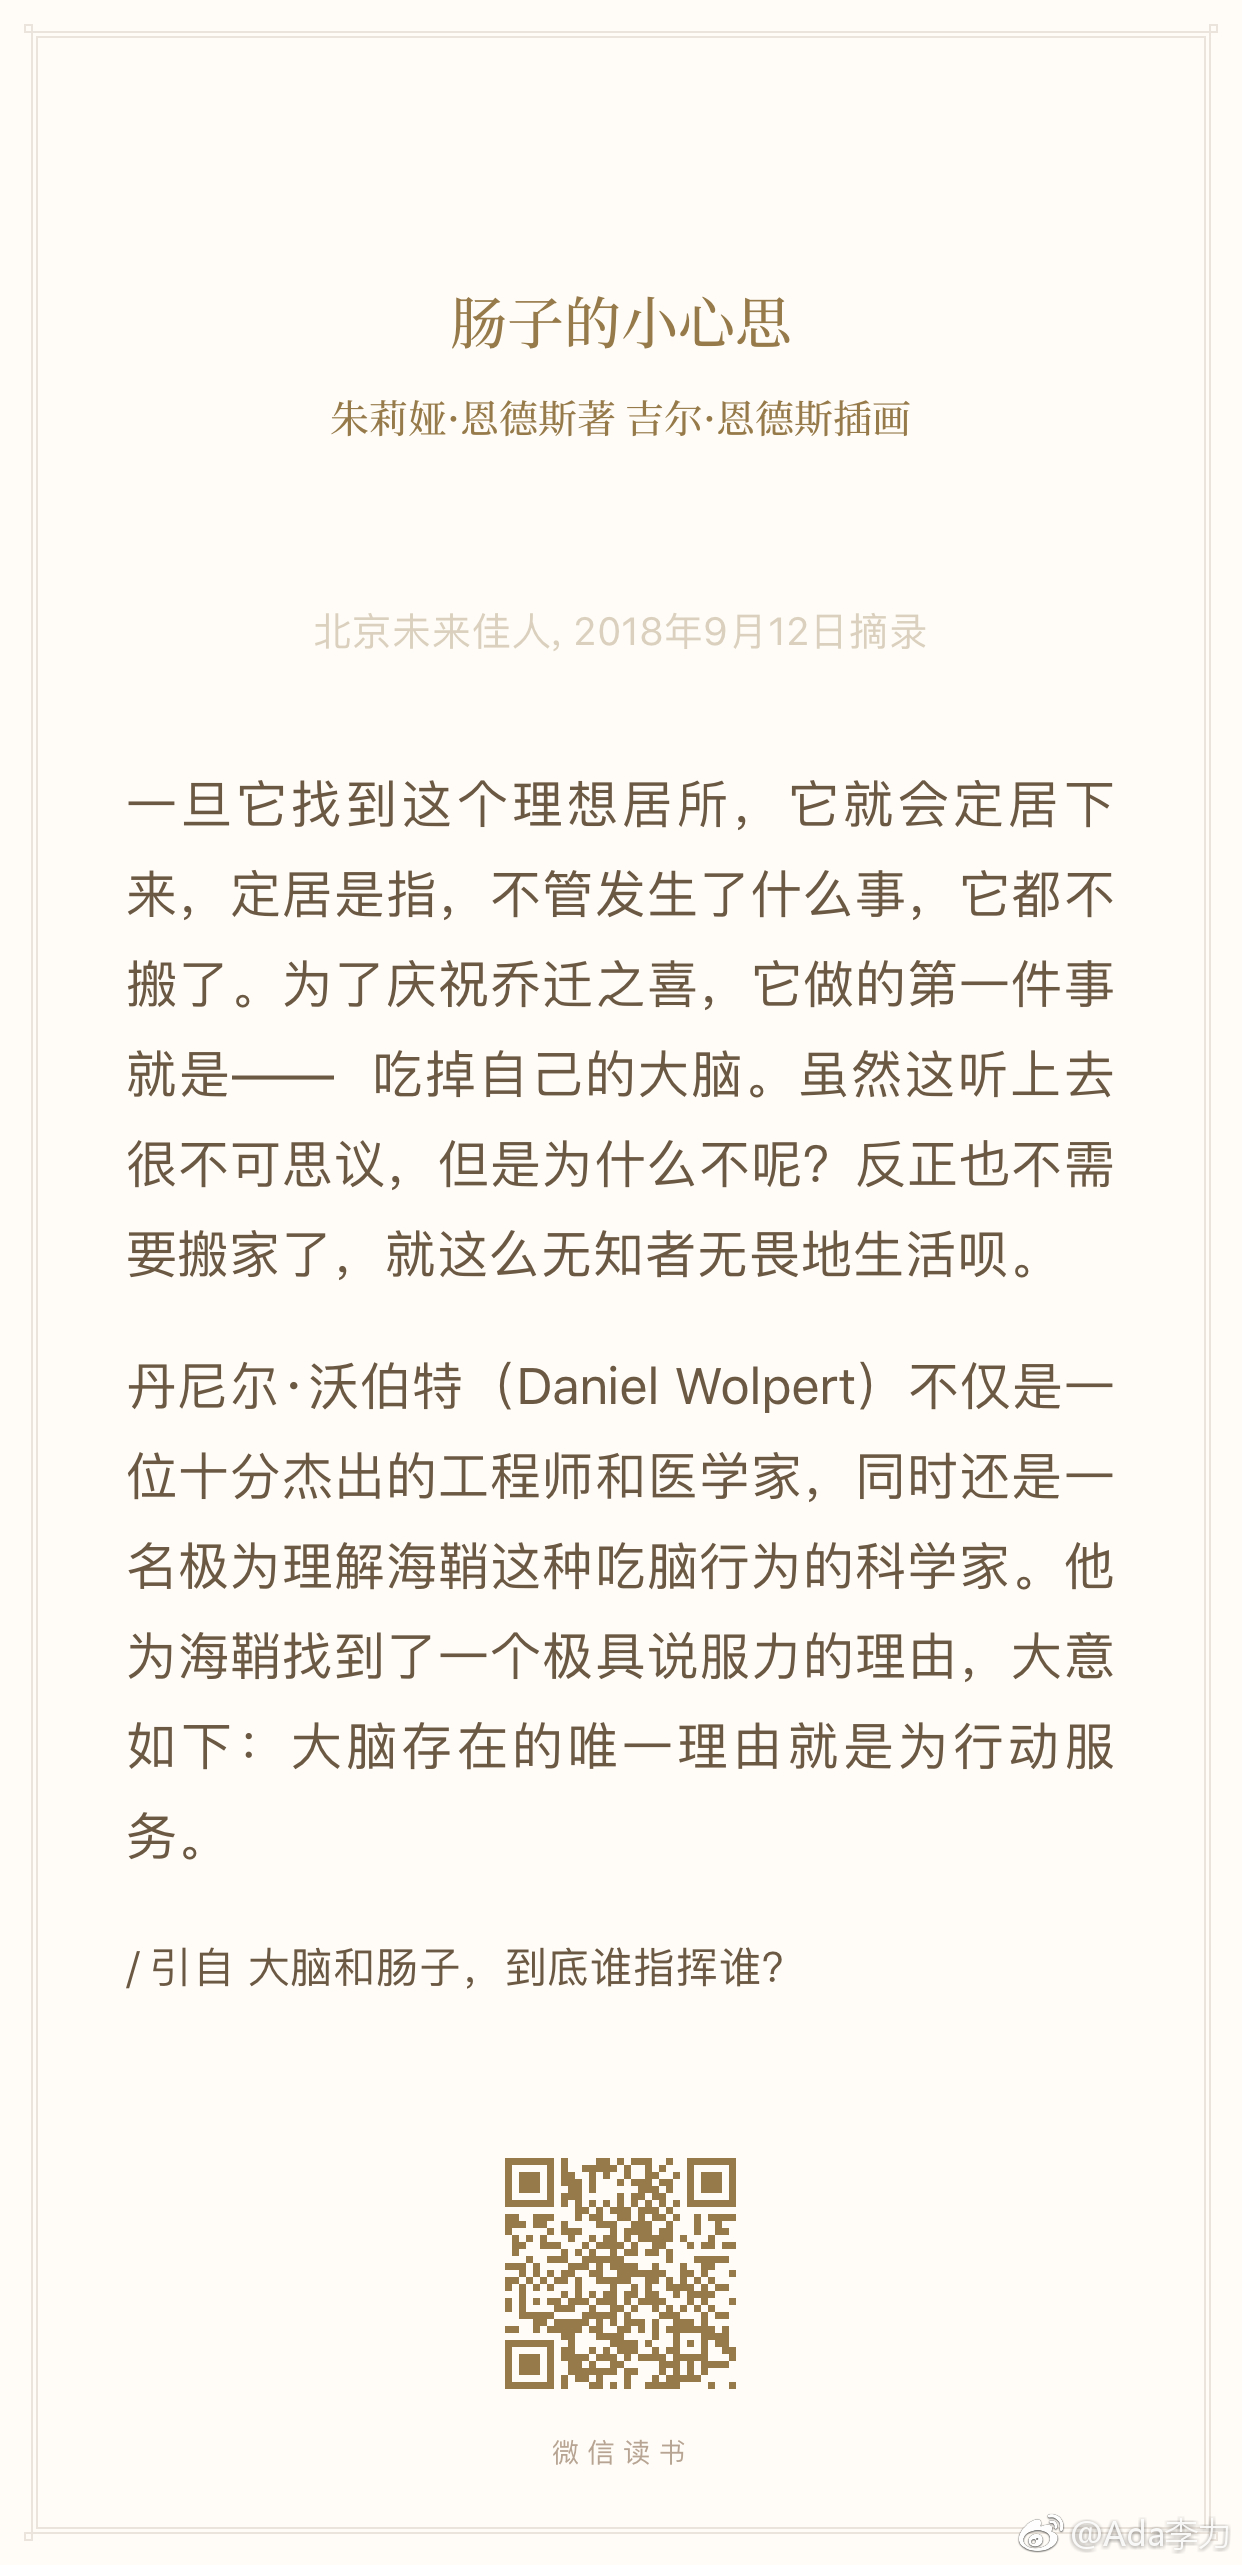 肠子的小心思
朱莉娅·恩德斯著 吉尔·恩德斯插画
北京未来佳人, 2018年9月12日摘录
一旦它找到这个理想居所，它就会定居下
来，定居是指，不管发生了什么事，它都不
搬了。为了庆祝乔迁之喜，它做的第一件事
就是—— 吃掉自己的大脑。虽然这听上去
很不可思议，但是为什么不呢？反正也不需
要搬家了，就这么无知者无畏地生活呗。
丹尼尔·沃伯特（Daniel Wolpert）不仅是一
位十分杰出的工程师和医学家，同时还是一
名极为理解海鞘这种吃脑行为的科学家。他
为海鞘找到了一个极具说服力的理由，大意
如下：大脑存在的唯一理由就是为行动服
务。
/ 引自 大脑和肠子，到底谁指挥谁？
微信读书
@Ada李力